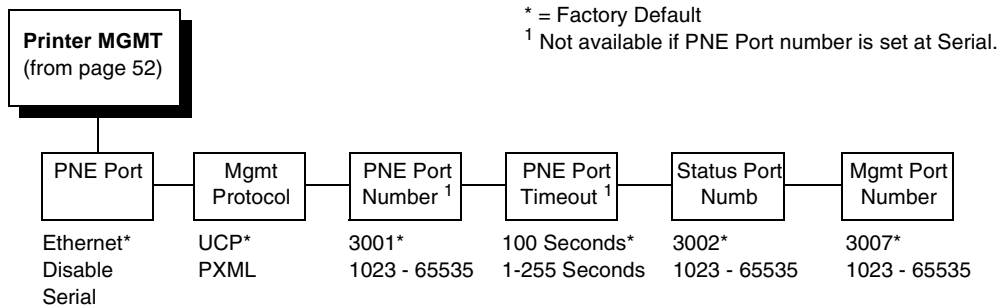 * = Factory Default
1 Not available if PNE Port number is set at Serial.
Printer MGMT
(from page 52)
PNE Port
Mgmt
Protocol
PNE Port
Number 1
PNE Port
Timeout 1
Status Port
Numb
Mgmt Port
Number
Ethernet*
Disable
Serial
UCP*
PXML
3001*
1023 - 65535
100 Seconds*
1-255 Seconds
3002*
1023 - 65535
3007*
1023 - 65535